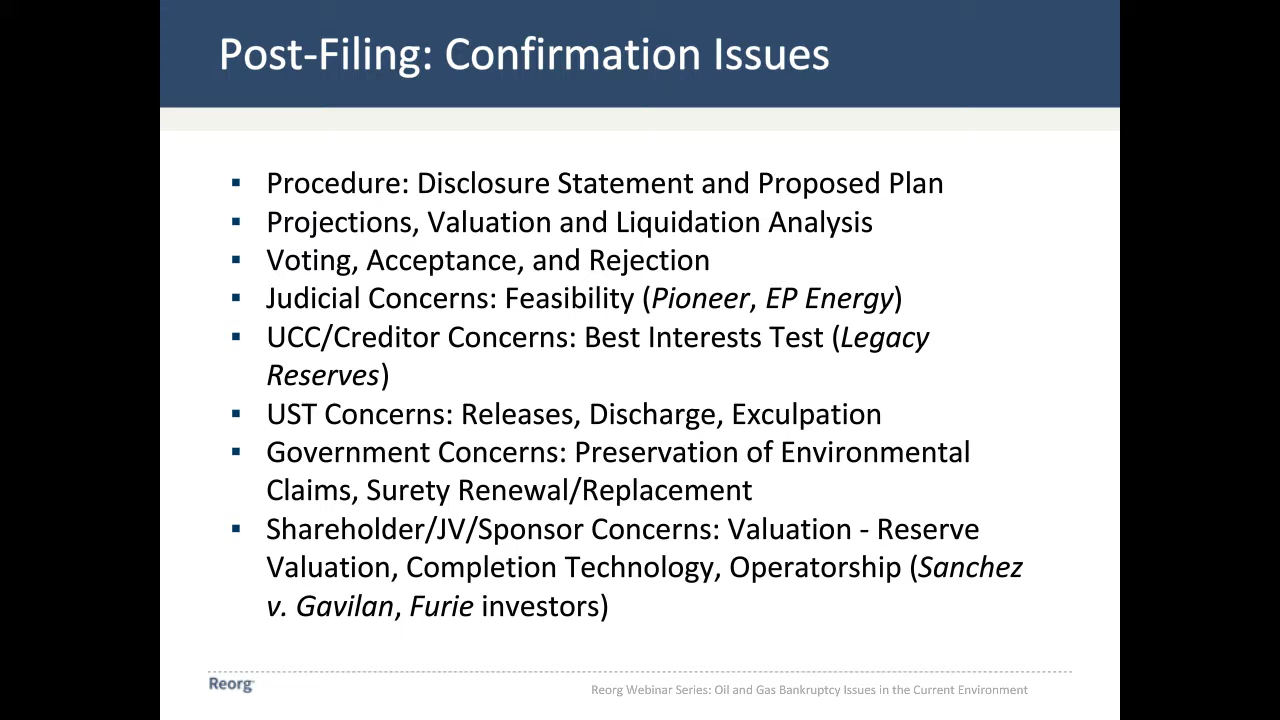 Post-Filing: Confirmation Issues
▪ Procedure: Disclosure Statement and Proposed Plan
▪ Projections, Valuation and Liquidation Analysis
▪ Voting, Acceptance, and Rejection
▪ Judicial Concerns: Feasibility (Pioneer, EP Energy)
▪ UCC/Creditor Concerns: Best Interests Test (Legacy
Reserves)
▪ UST Concerns: Releases, Discharge, Exculpation
▪ Government Concerns: Preservation of Environmental
Claims, Surety Renewal/Replacement
▪ Shareholder/JV/Sponsor Concerns: Valuation - Reserve
Valuation, Completion Technology, Operatorship (Sanchez
v. Gavilan, Furie investors)
Reorg
Reorg Webinar Series: Oil and Gas Bankruptcy Issues in the Current Environment